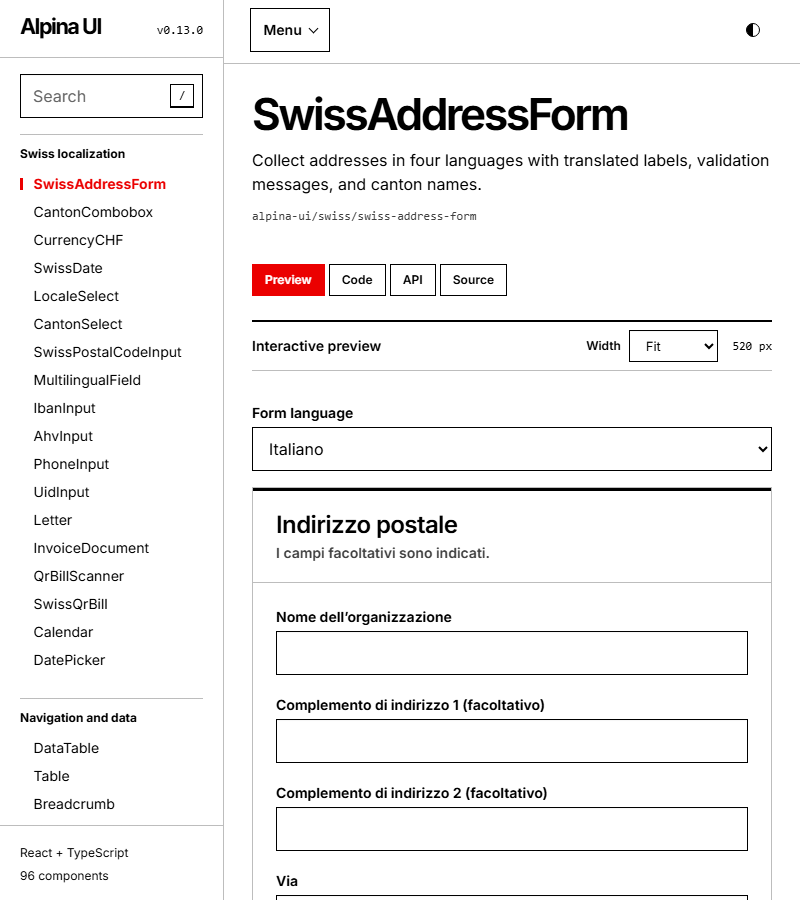 Alpina UI
v0.13.0
Search
/
Swiss localization
SwissAddressForm
CantonCombobox
CurrencyCHF
SwissDate
LocaleSelect
CantonSelect
SwissPostalCodeInput
MultilingualField
IbanInput
AhvInput
PhoneInput
UidInput
Letter
InvoiceDocument
QrBillScanner
SwissQrBill
Calendar
DatePicker
Navigation and data
DataTable
Table
Breadcrumb
React + TypeScript
96 components
Menu
SwissAddressForm
Collect addresses in four languages with translated labels, validation
messages, and canton names.
alpina-ui/swiss/swiss-address-form
Preview
Code
API
Source
Interactive preview
Width
Fit
520 px
Form language
Italiano
Indirizzo postale
I campi facoltativi sono indicati.
Nome dell’organizzazione
Complemento di indirizzo 1 (facoltativo)
Complemento di indirizzo 2 (facoltativo)
Via